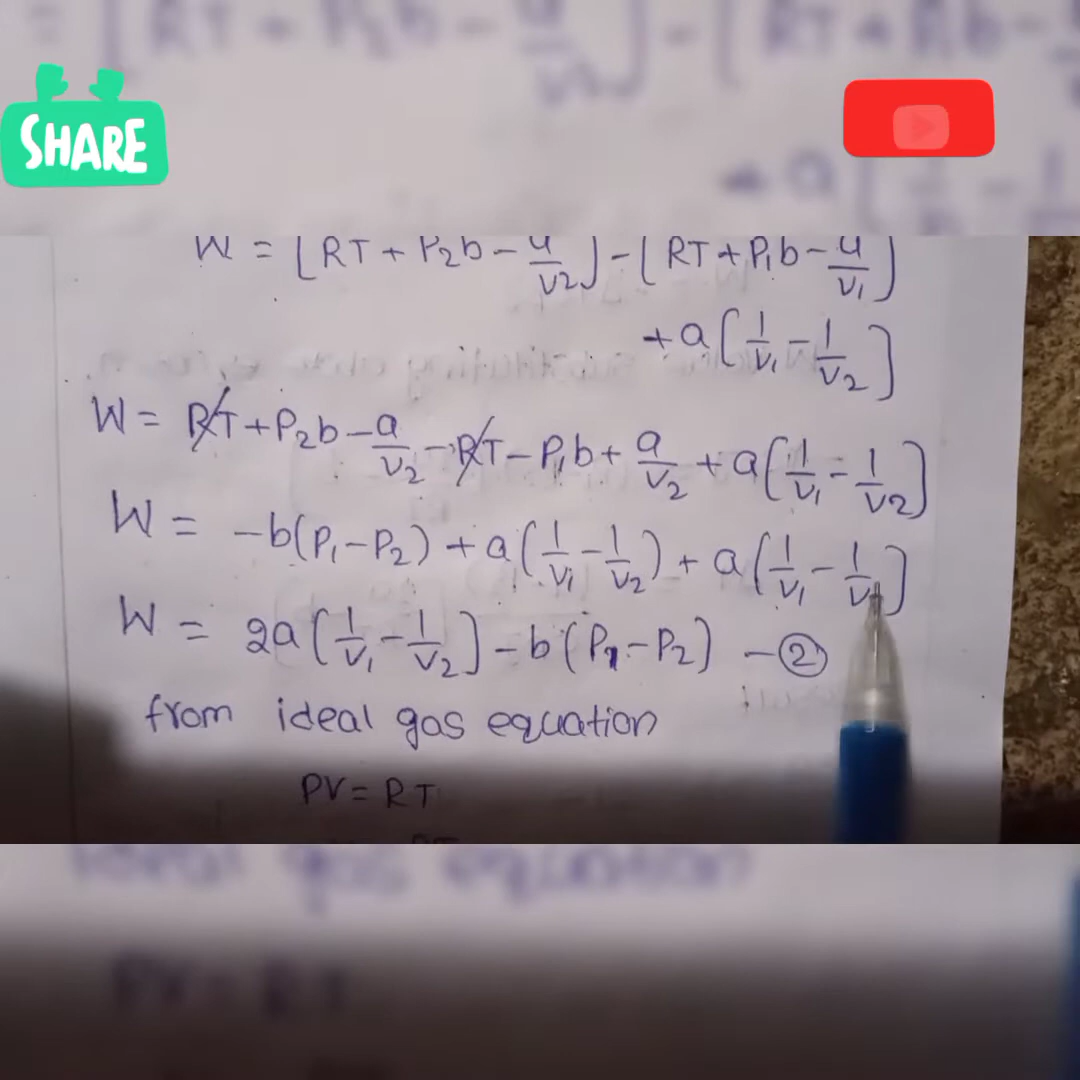 SHARE
W = [RT + P₂b - a/V₂] - [RT + P₁b - a/V₁]
+ a[1/V₁ - 1/V₂]
W = RT + P₂b - a/V₂ - RT - P₁b + a/V₂ + a(1/V₁ - 1/V₂]
W = -b(P₁ - P₂) + a(1/V₁ - 1/V₂) + a(1/V₁ - 1/V₂]
W = 2a(1/V₁ - 1/V₂] - b(P₁ - P₂) - ②
from ideal gas equation
PV = RT